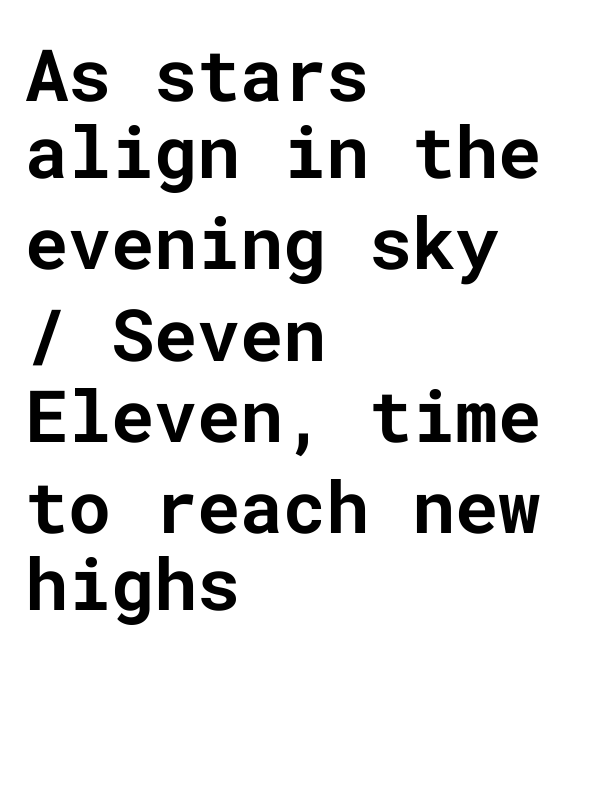 As stars
align in the
evening sky
/ Seven
Eleven, time
to reach new
highs